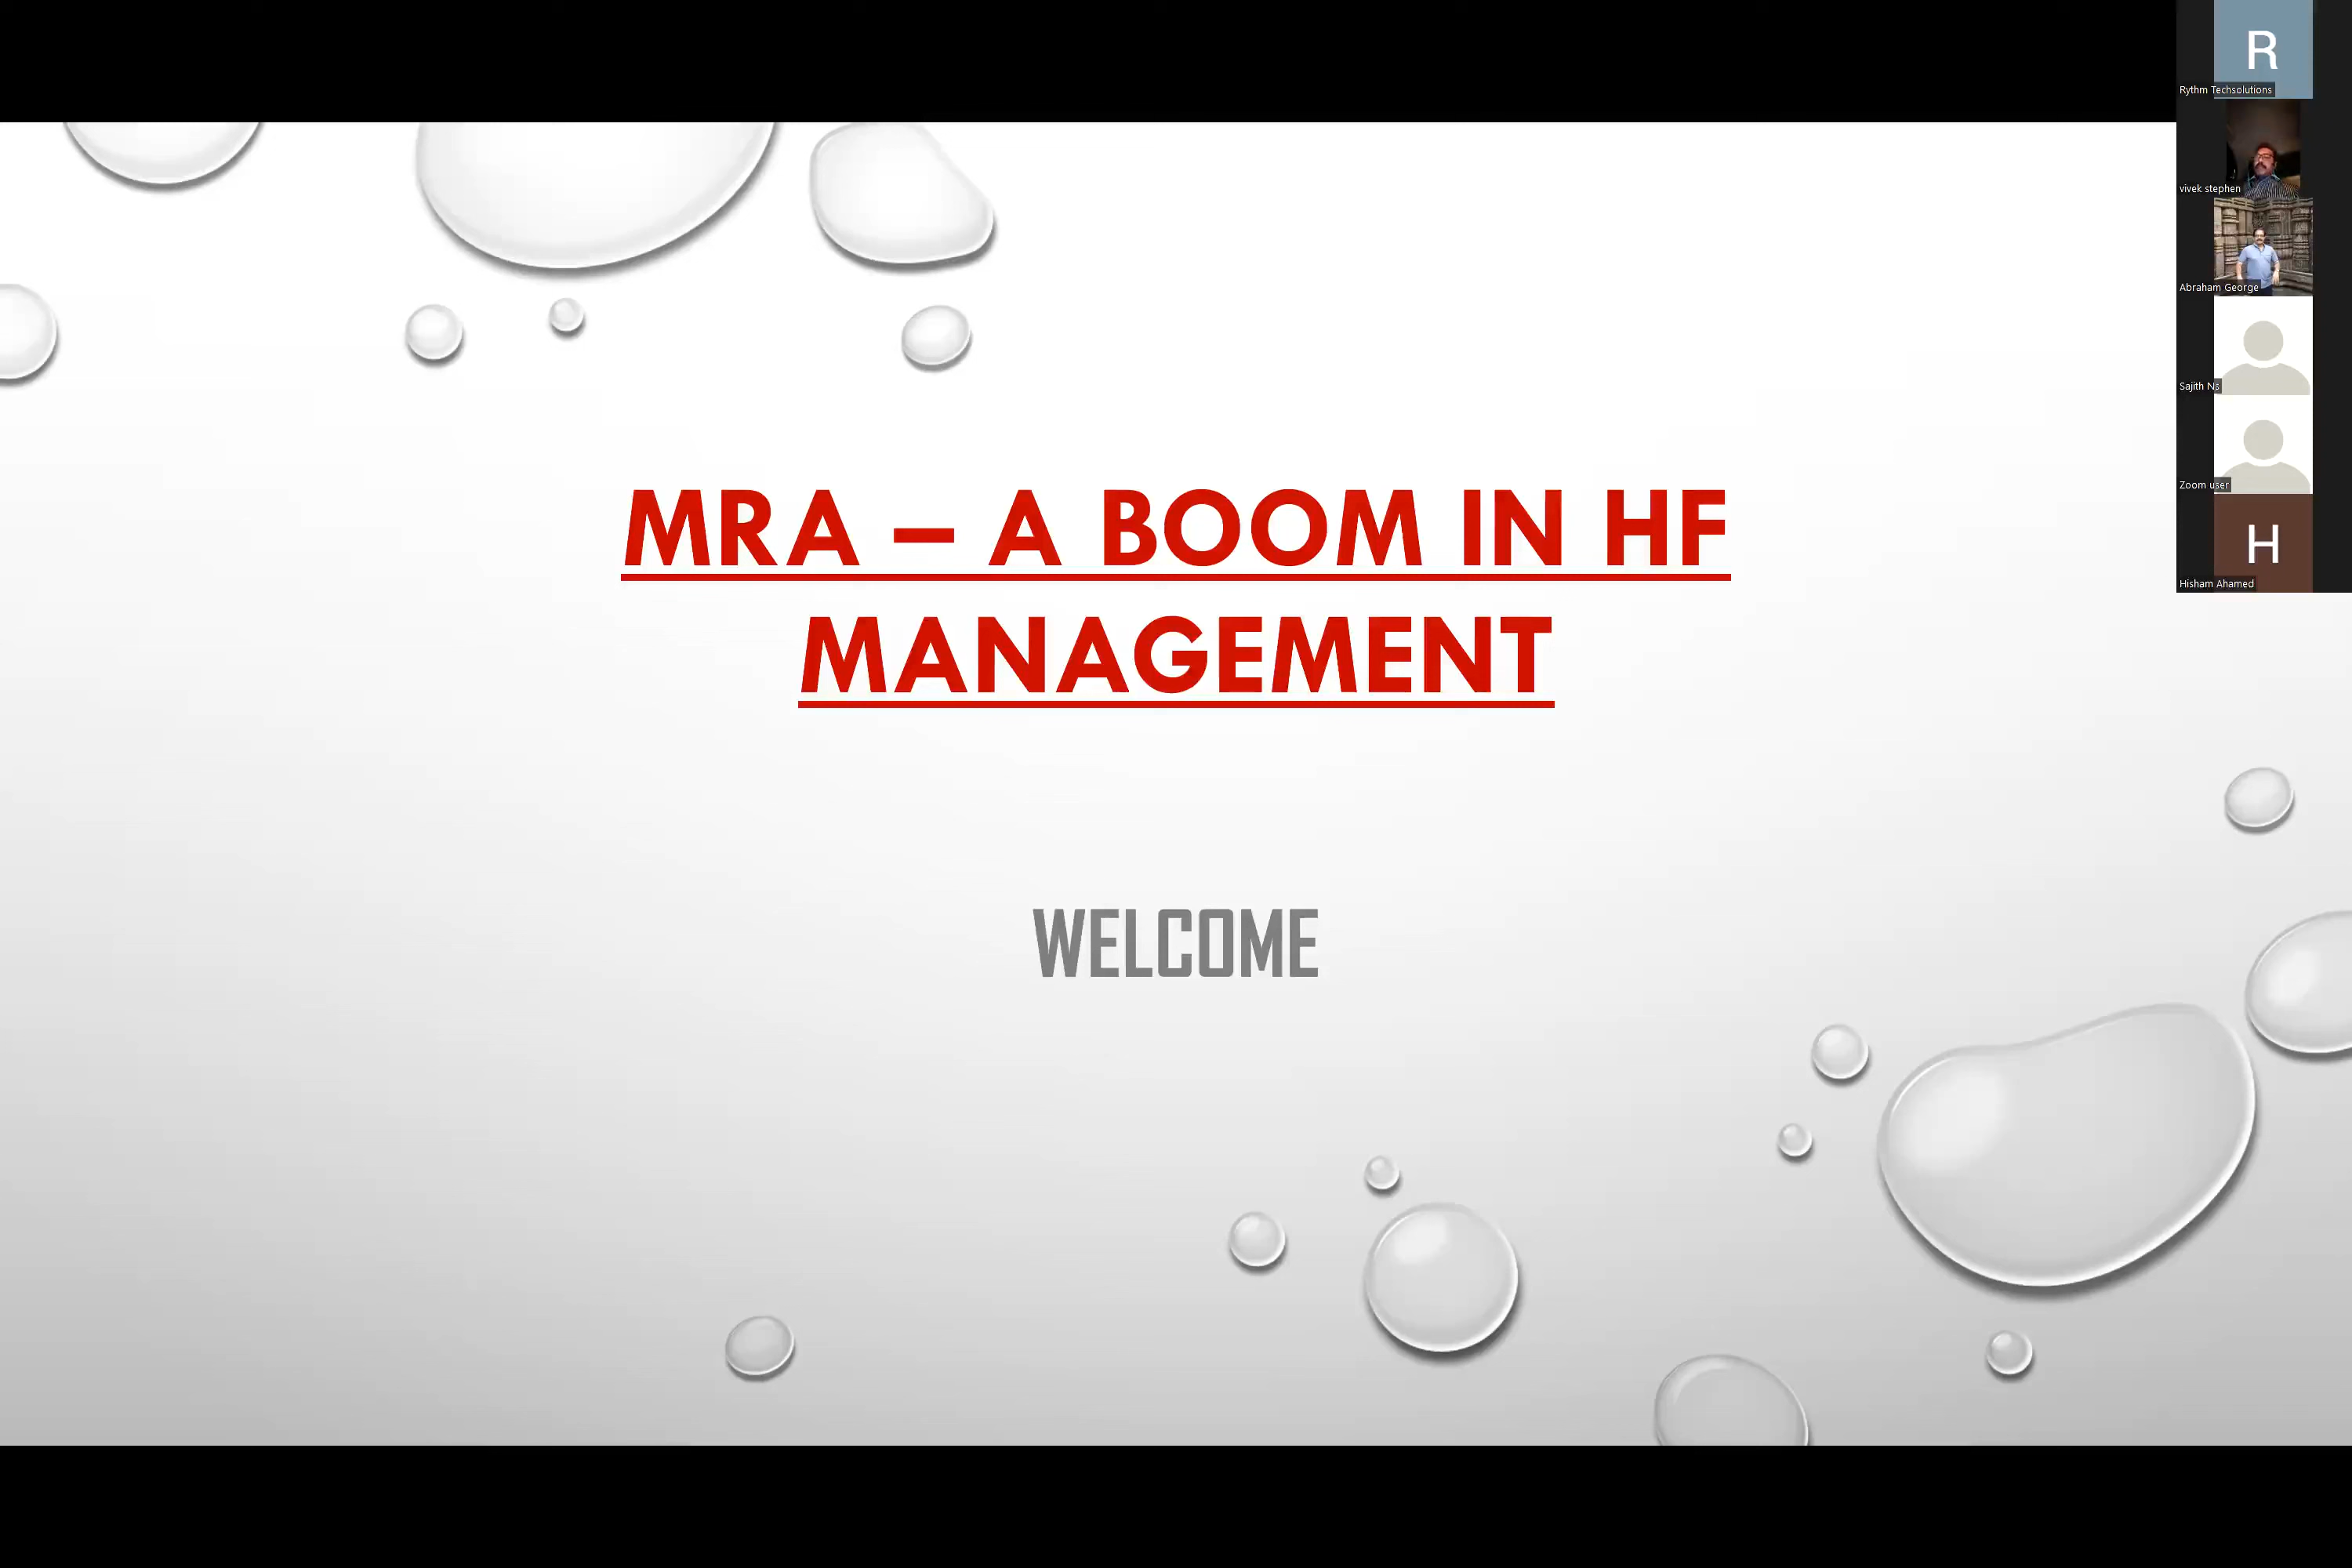 MRA – A BOOM IN HF
MANAGEMENT
WELCOME
R
Rythm Techsolutions
vivek stephen
Abraham George
Sajith Ns
Zoom user
H
Hisham Ahamed